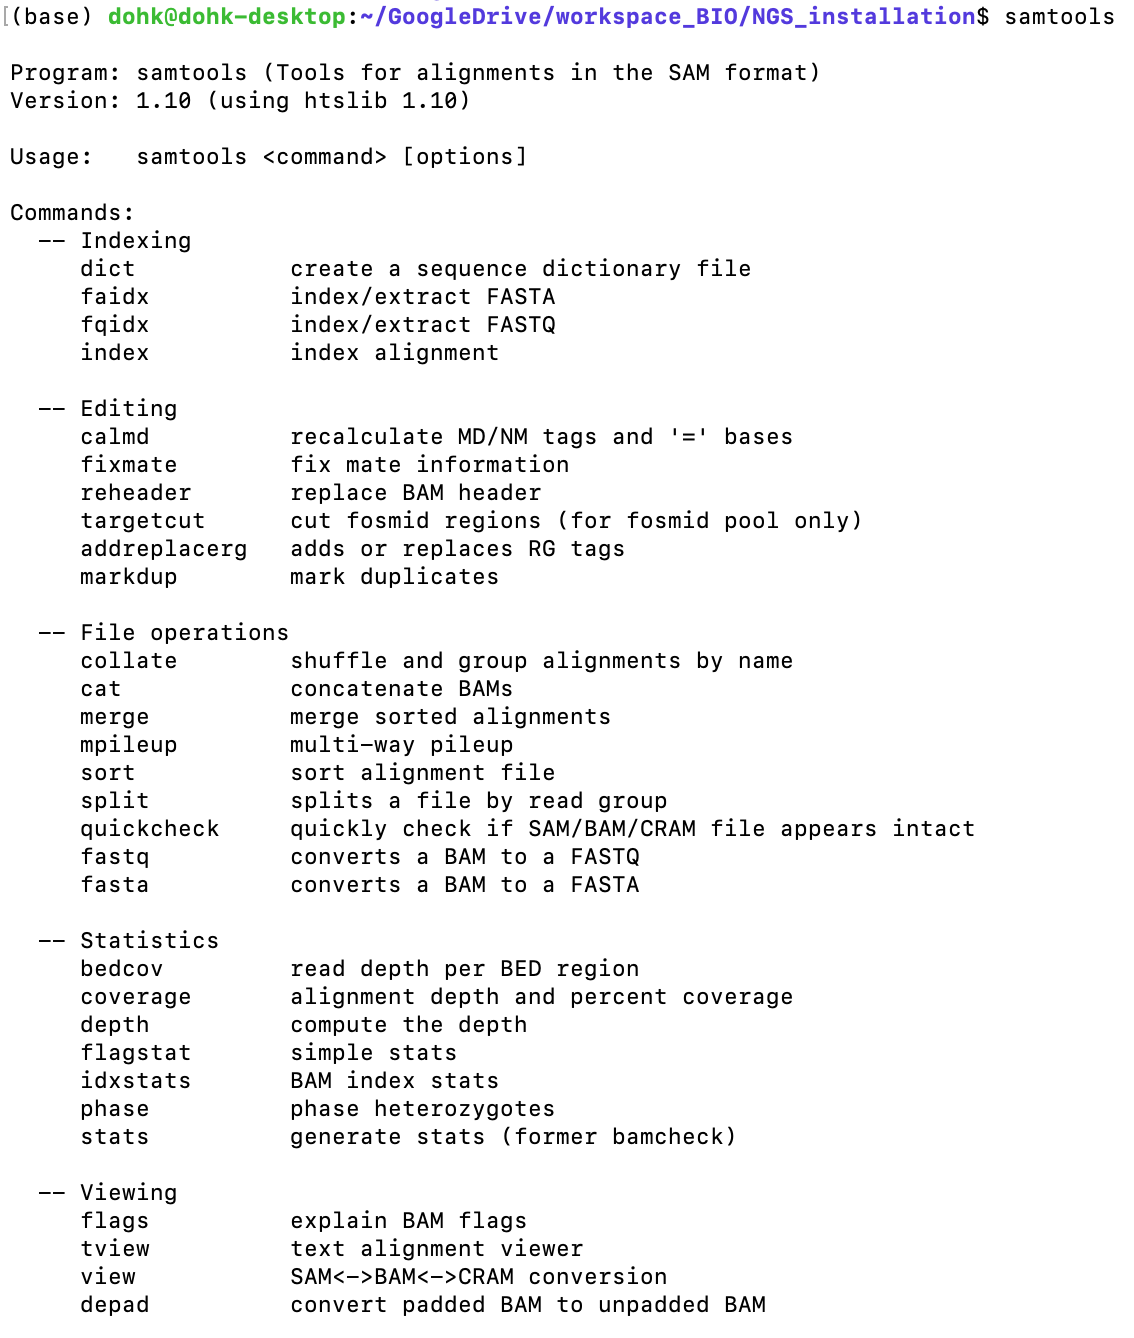 (base) dohk@dohk-desktop:~/GoogleDrive/workspace_BIO/NGS_installation$ samtools
Program: samtools (Tools for alignments in the SAM format)
Version: 1.10 (using htslib 1.10)
Usage:   samtools <command> [options]
Commands:
  -- Indexing
     dict           create a sequence dictionary file
     faidx          index/extract FASTA
     fqidx          index/extract FASTQ
     index          index alignment
  -- Editing
     calmd          recalculate MD/NM tags and '=' bases
     fixmate        fix mate information
     reheader       replace BAM header
     targetcut      cut fosmid regions (for fosmid pool only)
     addreplacerg   adds or replaces RG tags
     markdup        mark duplicates
  -- File operations
     collate        shuffle and group alignments by name
     cat            concatenate BAMs
     merge          merge sorted alignments
     mpileup        multi-way pileup
     sort           sort alignment file
     split          splits a file by read group
     quickcheck     quickly check if SAM/BAM/CRAM file appears intact
     fastq          converts a BAM to a FASTQ
     fasta          converts a BAM to a FASTA
  -- Statistics
     bedcov         read depth per BED region
     coverage       alignment depth and percent coverage
     depth          compute the depth
     flagstat       simple stats
     idxstats       BAM index stats
     phase          phase heterozygotes
     stats          generate stats (former bamcheck)
  -- Viewing
     flags          explain BAM flags
     tview          text alignment viewer
     view           SAM<->BAM<->CRAM conversion
     depad          convert padded BAM to unpadded BAM